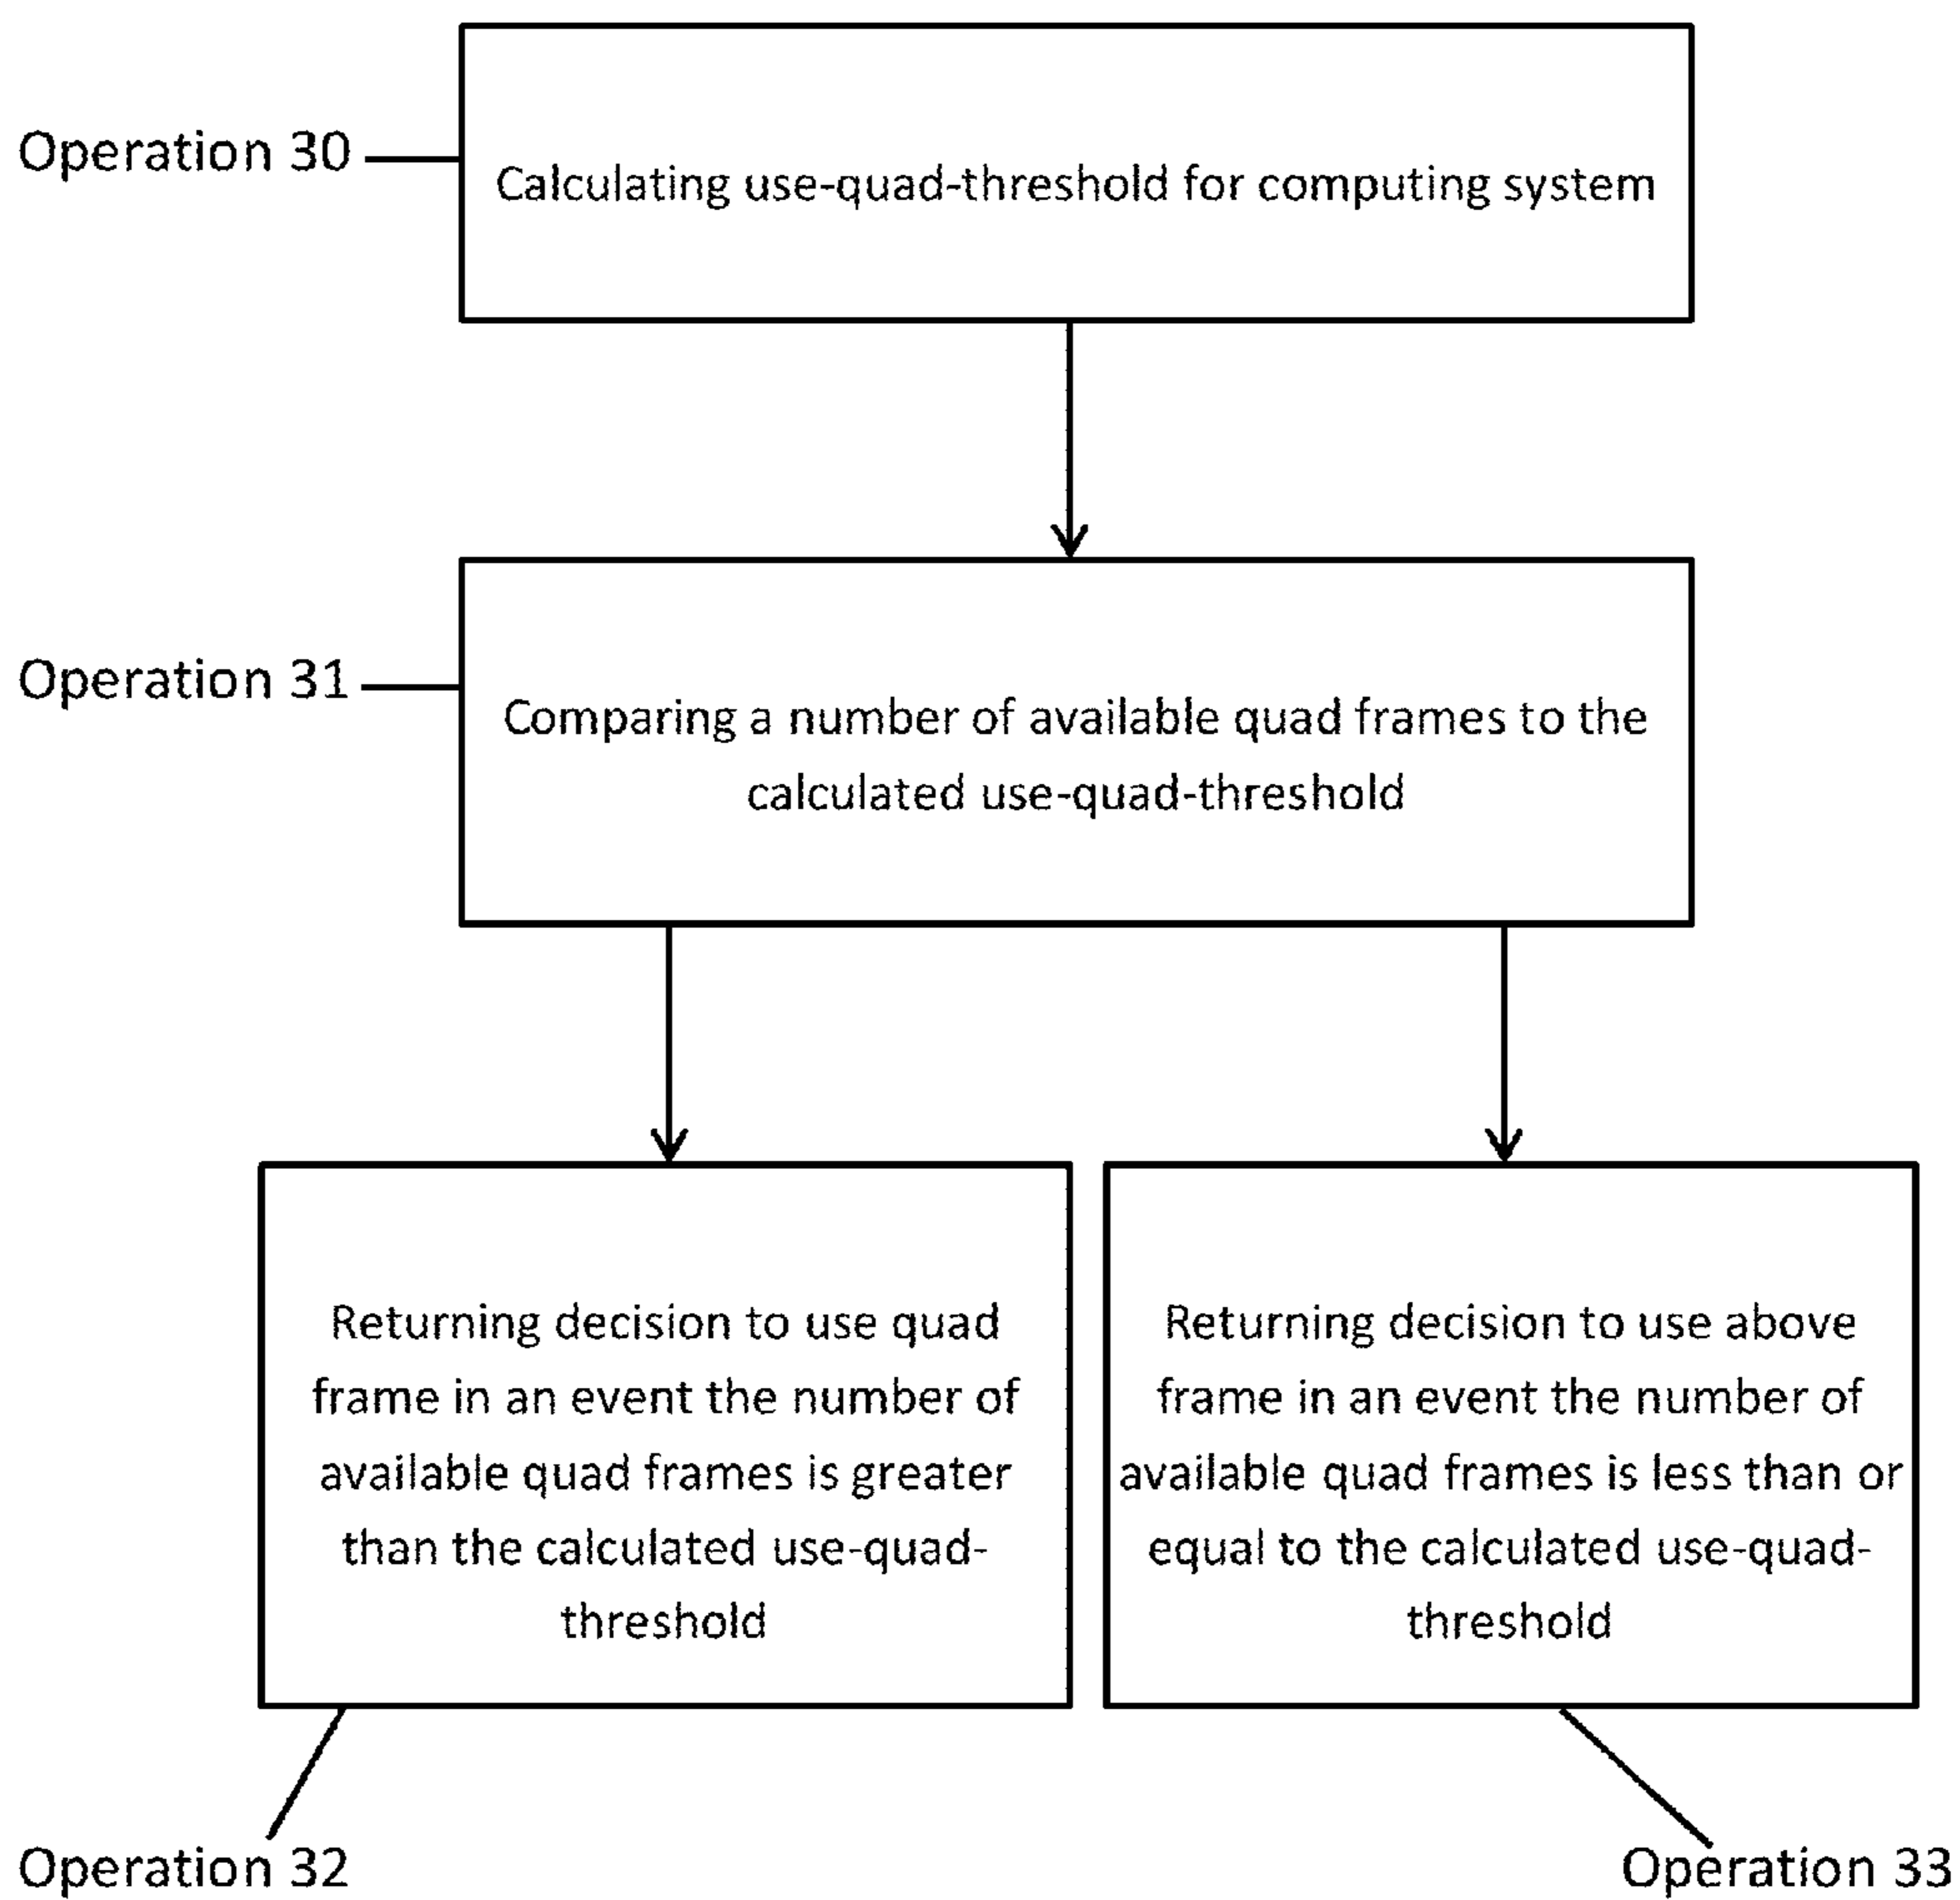 Operation 30
Calculating use-quad-threshold for computing system
Operation 31
Comparing a number of available quad frames to the
calculated use-quad-threshold
Returning decision to use quad
frame in an event the number of
available quad frames is greater
than the calculated use-quad-
threshold
Returning decision to use above
frame in an event the number of
available quad frames is less than or
equal to the calculated use-quad-
threshold
Operation 32
Operation 33